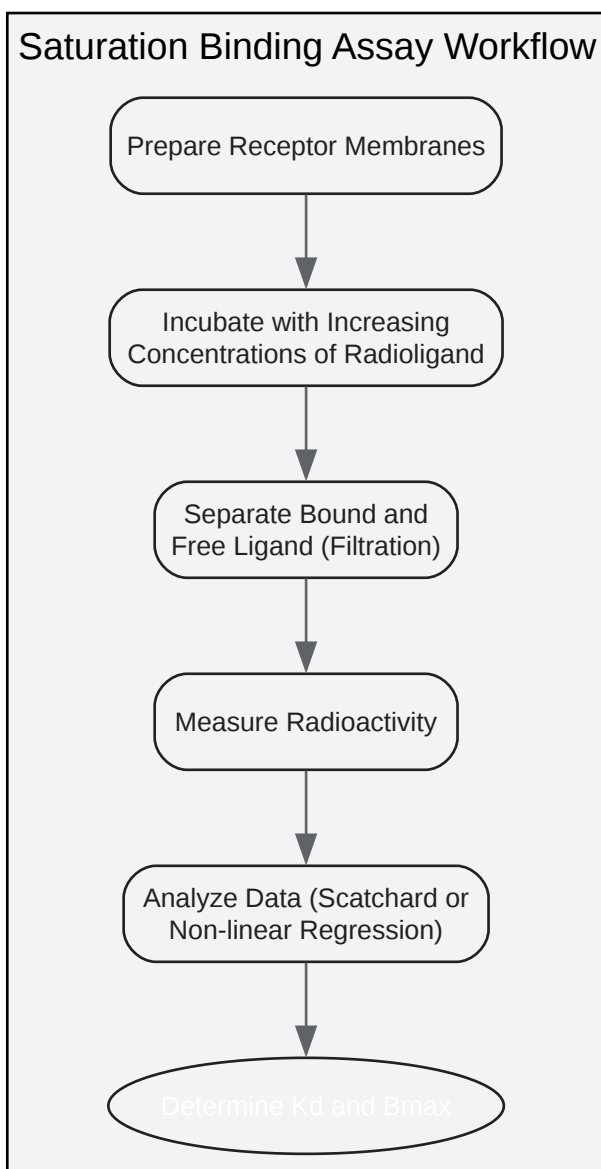 Saturation Binding Assay Workflow
Prepare Receptor Membranes
Incubate with Increasing
Concentrations of Radioligand
Separate Bound and
Free Ligand (Filtration)
Measure Radioactivity
Analyze Data (Scatchard or
Non-linear Regression)
Determine Kd and Bmax